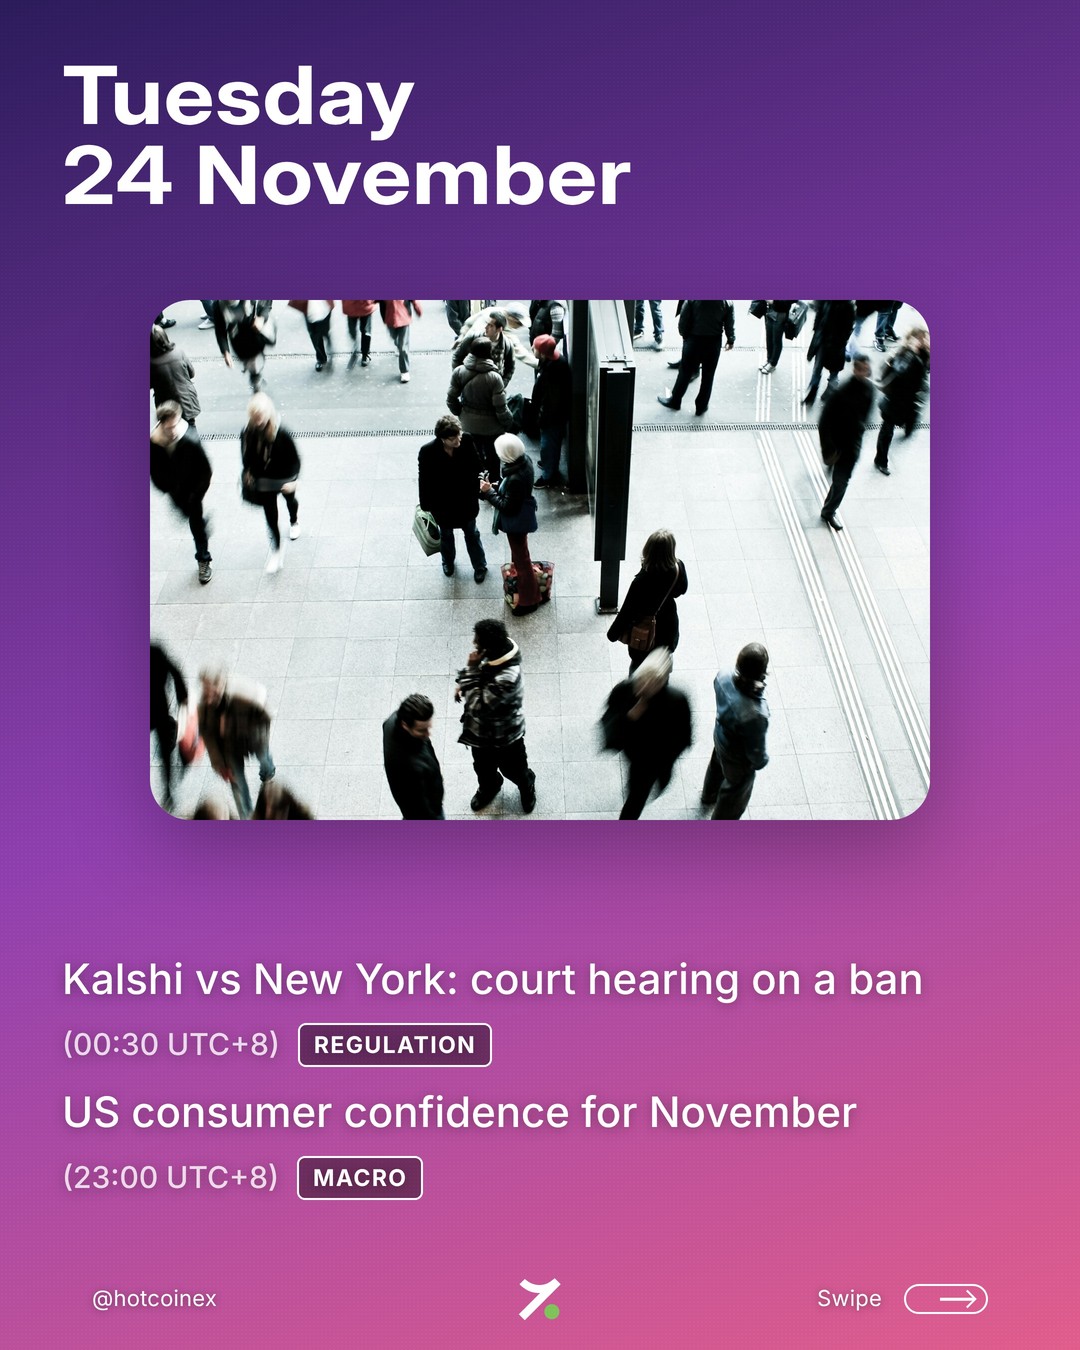 Tuesday
24 November
Kalshi vs New York: court hearing on a ban
(00:30 UTC+8) REGULATION
US consumer confidence for November
(23:00 UTC+8) MACRO
@hotcoinex
Swipe